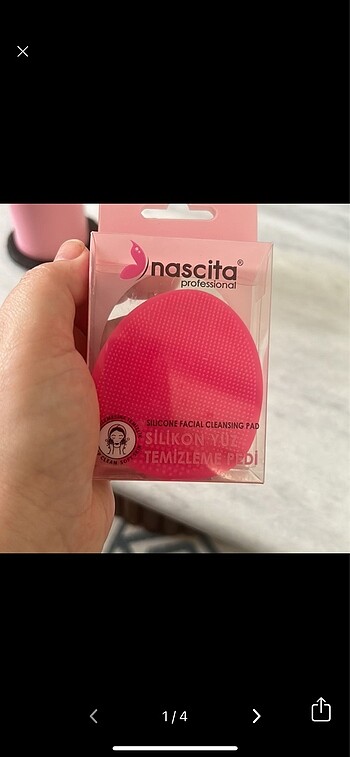 nascita®
professional
SILICONE FACIAL CLEANSING PAD
SİLİKON YÜZ
TEMİZLEME PEDİ
1/4